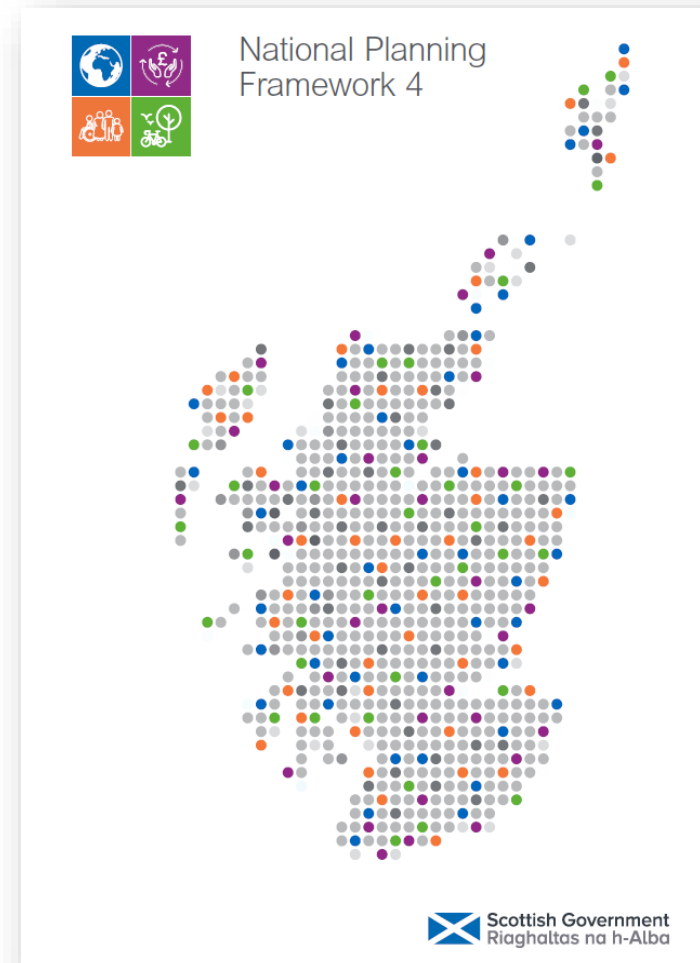 National Planning
Framework 4
£
Scottish Government
Riaghaltas na h-Alba